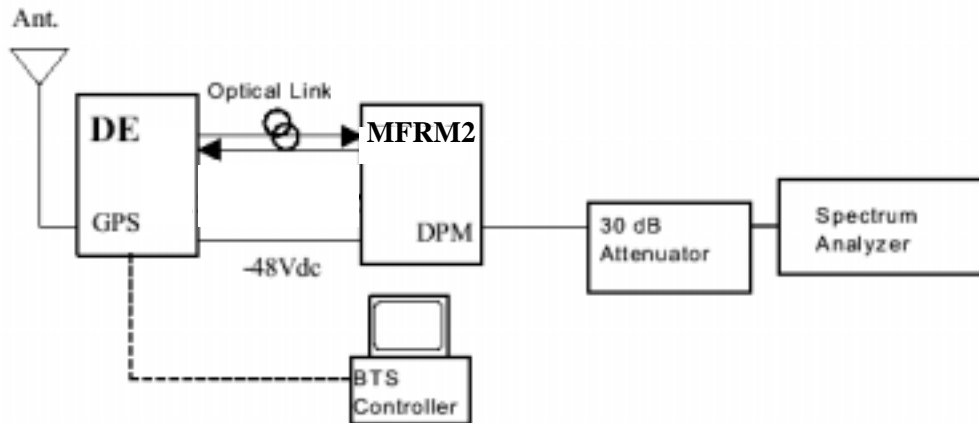 Ant.
Optical Link
DE
MFRM2
GPS
DPM
-48Vdc
30 dB
Attenuator
Spectrum
Analyzer
BTS
Controller